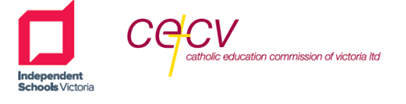 Independent
Schools Victoria
cecv
catholic education commission of victoria ltd